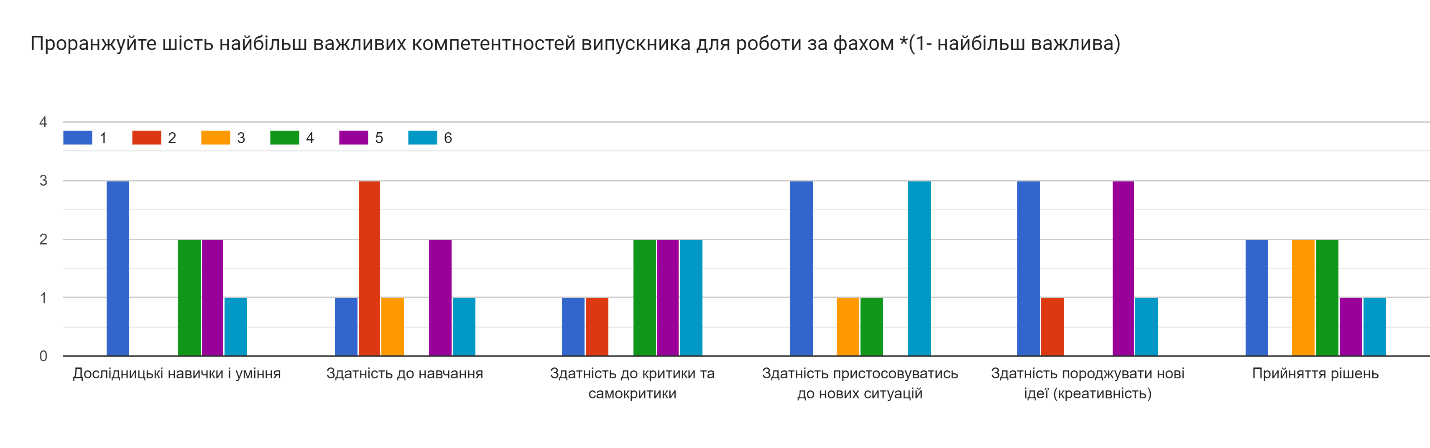 Проранжуйте шість найбільш важливих компетентностей випускника для роботи за фахом *(1- найбільш важлива)
4
1 2 3 4 5 6
3
2
1
0
Дослідницькі навички і уміння
Здатність до навчання
Здатність до критики та
самокритики
Здатність пристосовуватись
до нових ситуацій
Здатність породжувати нові
ідеї (креативність)
Прийняття рішень